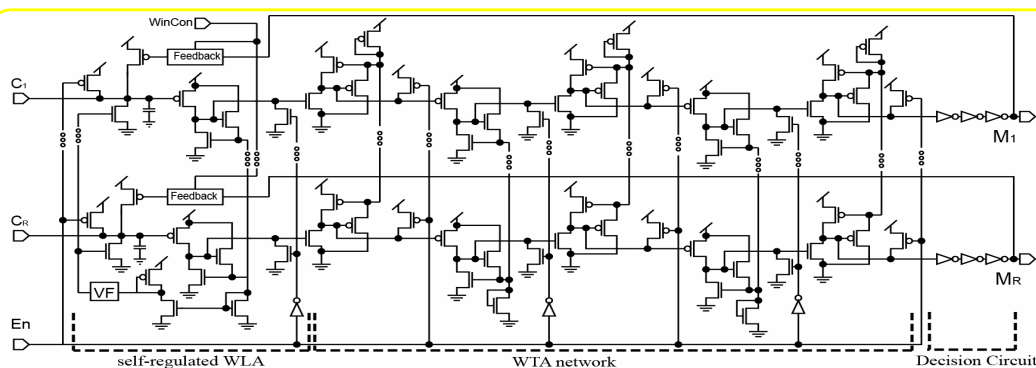 WinCon
Feedback
C1
M1
Feedback
CR
MR
VF
En
self-regulated WLA
WTA network
Decision Circuit